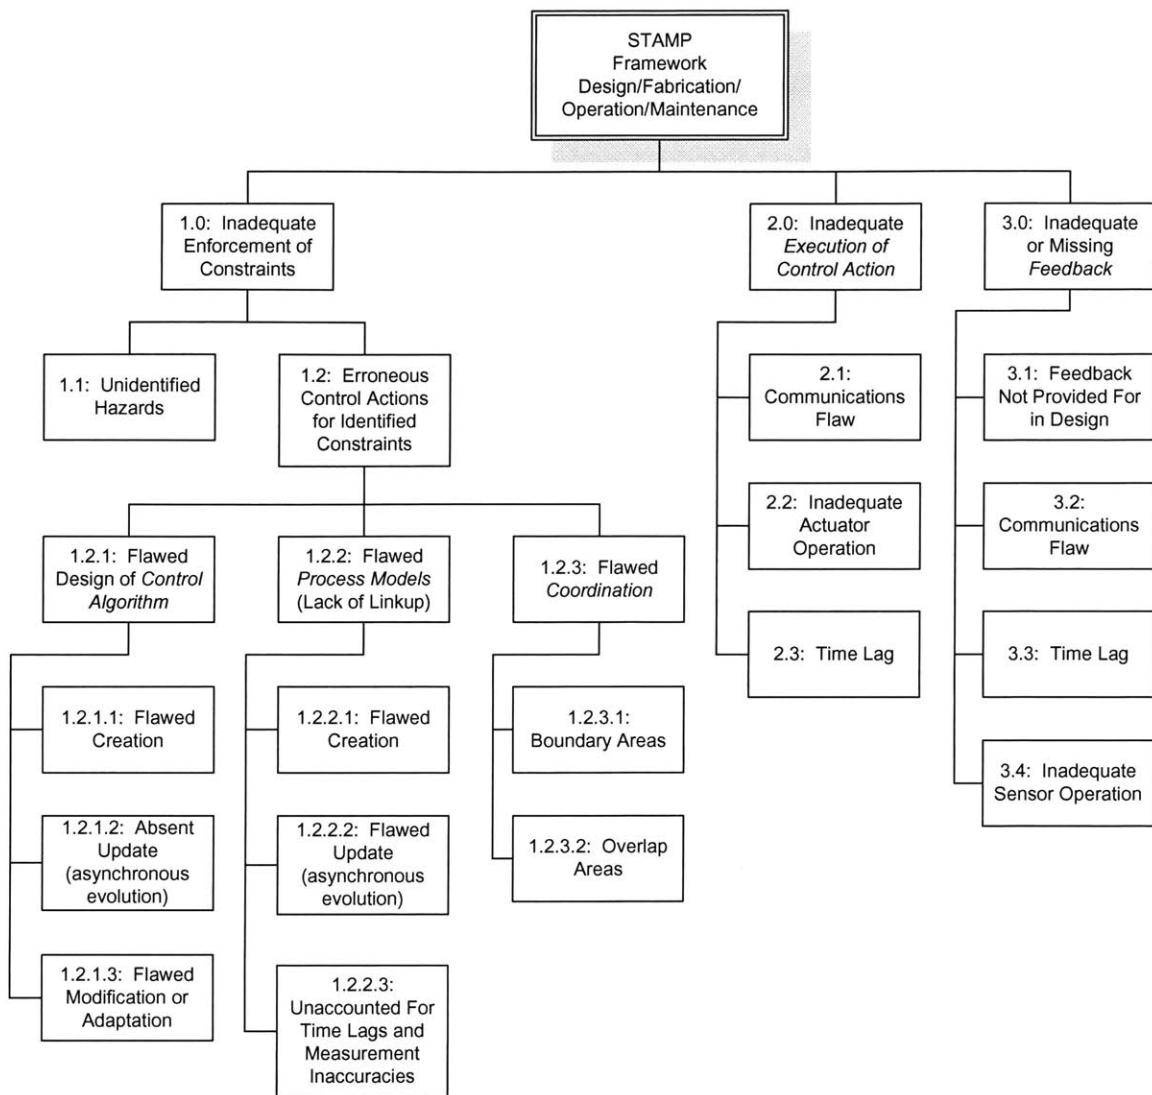 STAMP
Framework
Design/Fabrication/
Operation/Maintenance
1.0: Inadequate
Enforcement of
Constraints
2.0: Inadequate
Execution of
Control Action
3.0: Inadequate
or Missing
Feedback
1.1: Unidentified
Hazards
1.2: Erroneous
Control Actions
for Identified
Constraints
2.1:
Communications
Flaw
3.1: Feedback
Not Provided For
in Design
2.2: Inadequate
Actuator
Operation
3.2:
Communications
Flaw
1.2.1: Flawed
Design of Control
Algorithm
1.2.2: Flawed
Process Models
(Lack of Linkup)
1.2.3: Flawed
Coordination
2.3: Time Lag
3.3: Time Lag
1.2.1.1: Flawed
Creation
1.2.2.1: Flawed
Creation
1.2.3.1:
Boundary Areas
3.4: Inadequate
Sensor Operation
1.2.1.2: Absent
Update
(asynchronous
evolution)
1.2.2.2: Flawed
Update
(asynchronous
evolution)
1.2.3.2: Overlap
Areas
1.2.1.3: Flawed
Modification or
Adaptation
1.2.2.3:
Unaccounted For
Time Lags and
Measurement
Inaccuracies